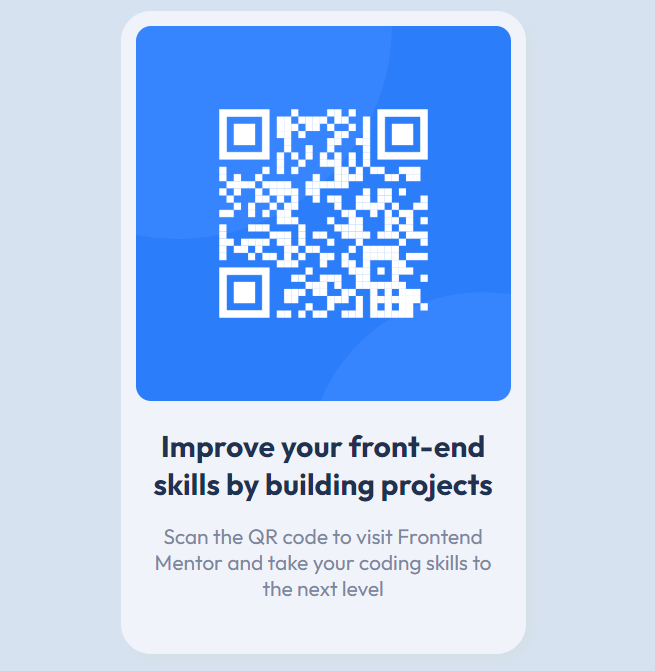 Improve your front-end
skills by building projects
Scan the QR code to visit Frontend
Mentor and take your coding skills to
the next level